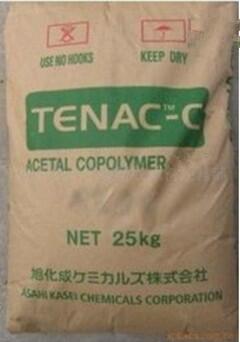 USE NO HOOKS
KEEP DRY
TENAC™-C
ACETAL COPOLYMER
NET 25kg
旭化成ケミカルズ株式会社
ASAHI KASEI CHEMICALS CORPORATION